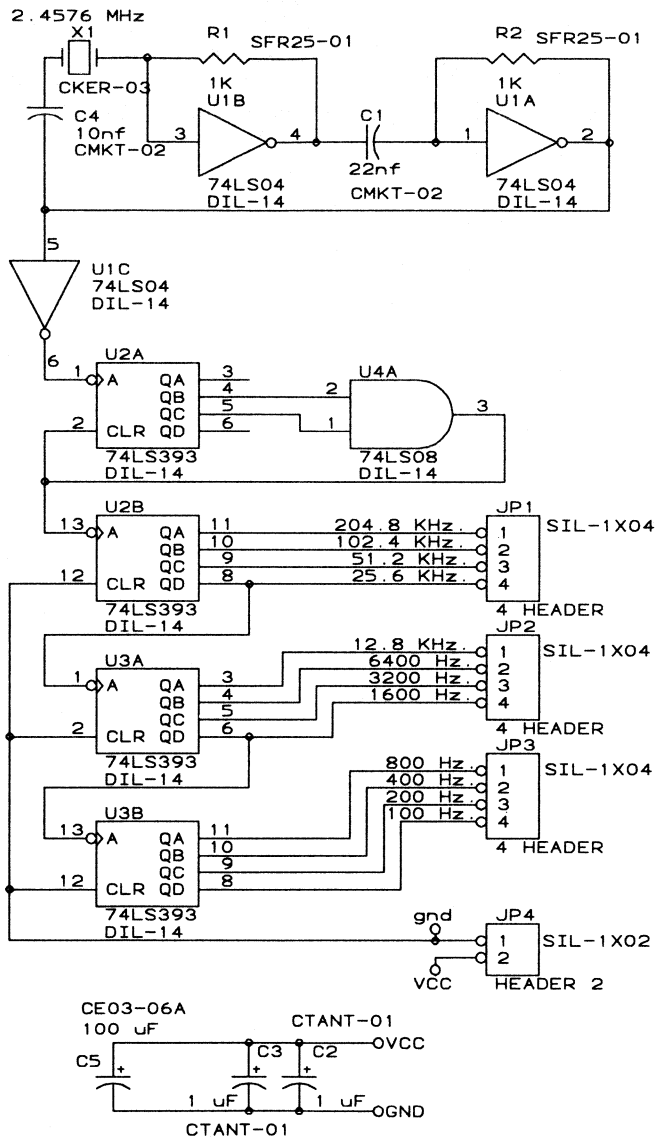 2.4576 MHz
X1
CKER-03
C4
10nf
CMKT-02
R1
SFR25-01
1K
U1B
3
4
74LS04
DIL-14
C1
22nf
CMKT-02
R2
SFR25-01
1K
U1A
1
2
74LS04
DIL-14
5
U1C
74LS04
DIL-14
6
U2A
1
A
QA
3
QB
4
QC
5
2
CLR
QD
6
74LS393
DIL-14
U4A
2
1
3
74LS08
DIL-14
U2B
13
A
QA
11
QB
10
QC
9
12
CLR
QD
8
74LS393
DIL-14
204.8 KHz.
102.4 KHz.
51.2 KHz.
25.6 KHz.
JP1
1
2
3
4
SIL-1X04
4 HEADER
U3A
1
A
QA
3
QB
4
QC
5
2
CLR
QD
6
74LS393
DIL-14
12.8 KHz.
6400 Hz.
3200 Hz.
1600 Hz.
JP2
1
2
3
4
SIL-1X04
4 HEADER
U3B
13
A
QA
11
QB
10
QC
9
12
CLR
QD
8
74LS393
DIL-14
800 Hz.
400 Hz.
200 Hz.
100 Hz.
JP3
1
2
3
4
SIL-1X04
4 HEADER
gnd
VCC
JP4
1
2
SIL-1X02
HEADER 2
CE03-06A
100 uF
CTANT-01
C5
+
C3
+
C2
+
VCC
1 uF
1 uF
GND
CTANT-01